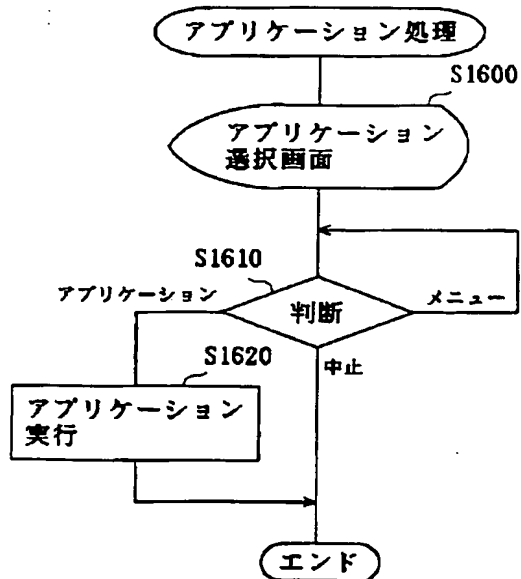 アプリケーション処理
S1600
アプリケーション
選択画面
S1610
アプリケーション
判断
メニュー
S1620
中止
アプリケーション
実行
エンド